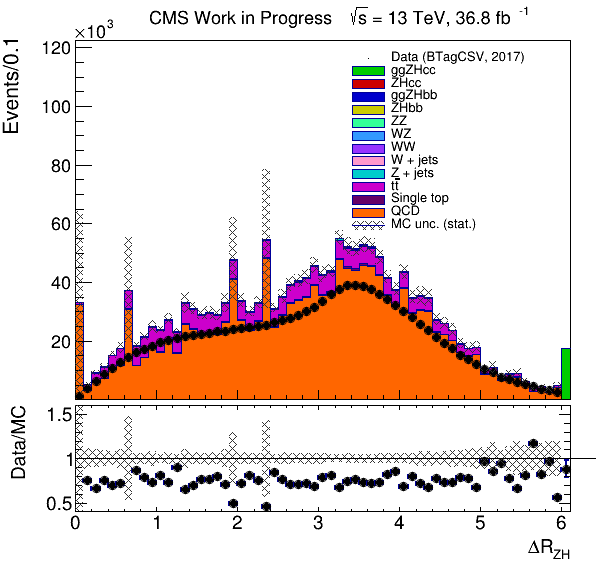 CMS Work in Progress √s = 13 TeV, 36.8 fb⁻¹
×10³
Events/0.1
120
100
80
60
40
20
Data (BTagCSV, 2017)
ggZHcc
ZHcc
ggZHbb
ZHbb
ZZ
WZ
WW
W + jets
Z + jets
tt̅
Single top
QCD
MC unc. (stat.)
Data/MC
1.5
1
0.5
0 1 2 3 4 5 6
ΔR_ZH